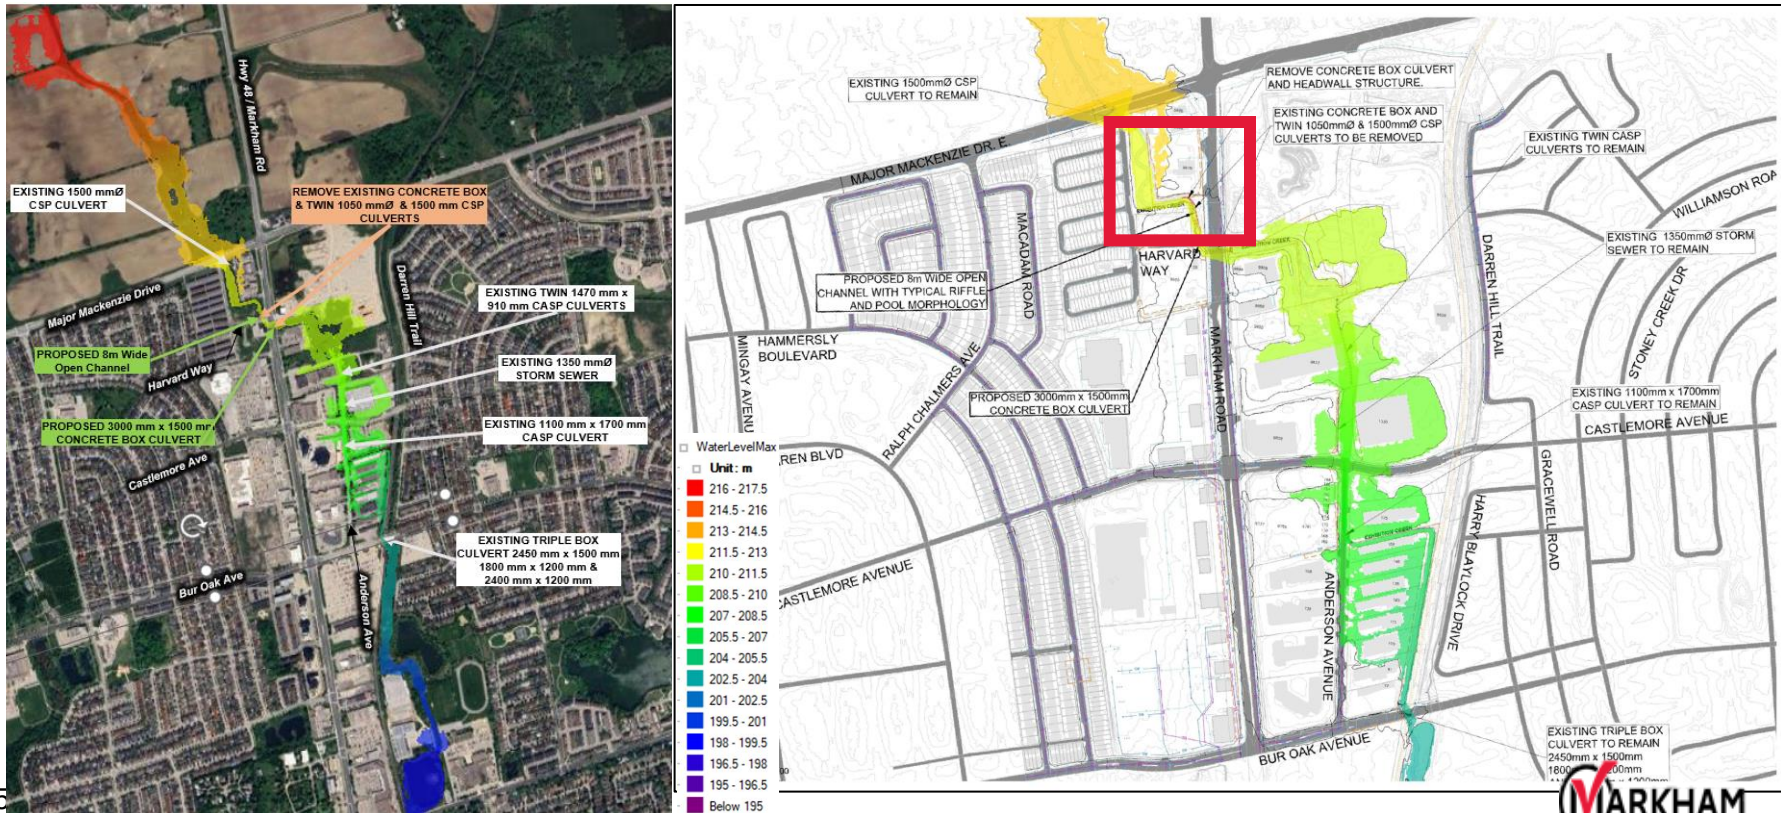 Hwy 48 / Markham Rd
EXISTING 1500 mmØ
CSP CULVERT
REMOVE EXISTING CONCRETE BOX
& TWIN 1050 mmØ & 1500 mm CSP
CULVERTS
Major Mackenzie Drive
Darren Hill Trail
EXISTING TWIN 1470 mm x
910 mm CASP CULVERTS
PROPOSED 8m Wide
Open Channel
Harvard Way
EXISTING 1350 mmØ
STORM SEWER
PROPOSED 3000 mm x 1500 mm
CONCRETE BOX CULVERT
EXISTING 1100 mm x 1700 mm
CASP CULVERT
Castlemore Ave
EXISTING TRIPLE BOX
CULVERT 2450 mm x 1500 mm
1800 mm x 1200 mm &
2400 mm x 1200 mm
Bur Oak Ave
Anderson Ave
WaterLevelMax
Unit: m
216 - 217.5
214.5 - 216
213 - 214.5
211.5 - 213
210 - 211.5
208.5 - 210
207 - 208.5
205.5 - 207
204 - 205.5
202.5 - 204
201 - 202.5
199.5 - 201
198 - 199.5
196.5 - 198
195 - 196.5
Below 195
EXISTING 1500mmØ CSP
CULVERT TO REMAIN
REMOVE CONCRETE BOX CULVERT
AND HEADWALL STRUCTURE.
EXISTING CONCRETE BOX AND
TWIN 1050mmØ & 1500mmØ CSP
CULVERTS TO BE REMOVED
EXISTING TWIN CASP
CULVERTS TO REMAIN
MAJOR MACKENZIE DR. E.
WILLIAMSON ROA
EXHIBITION CREEK
MACADAM ROAD
HARVARD
WAY
EXISTING 1350mmØ STORM
SEWER TO REMAIN
DARREN HILL TRAIL
STONEY CREEK DR
PROPOSED 8m WIDE OPEN
CHANNEL WITH TYPICAL RIFFLE
AND POOL MORPHOLOGY
HAMMERSLY
BOULEVARD
MINGAY AVENUE
RALPH CHALMERS AVE
MARKHAM ROAD
PROPOSED 3000mm x 1500mm
CONCRETE BOX CULVERT
EXISTING 1100mm x 1700mm
CASP CULVERT TO REMAIN
CASTLEMORE AVENUE
REN BLVD
GRACEWELL ROAD
HARRY BLAYLOCK DRIVE
EXHIBITION CREEK
CASTLEMORE AVENUE
ANDERSON AVENUE
BUR OAK AVENUE
EXISTING TRIPLE BOX
CULVERT TO REMAIN
2450mm x 1500mm
MARKHAM
5